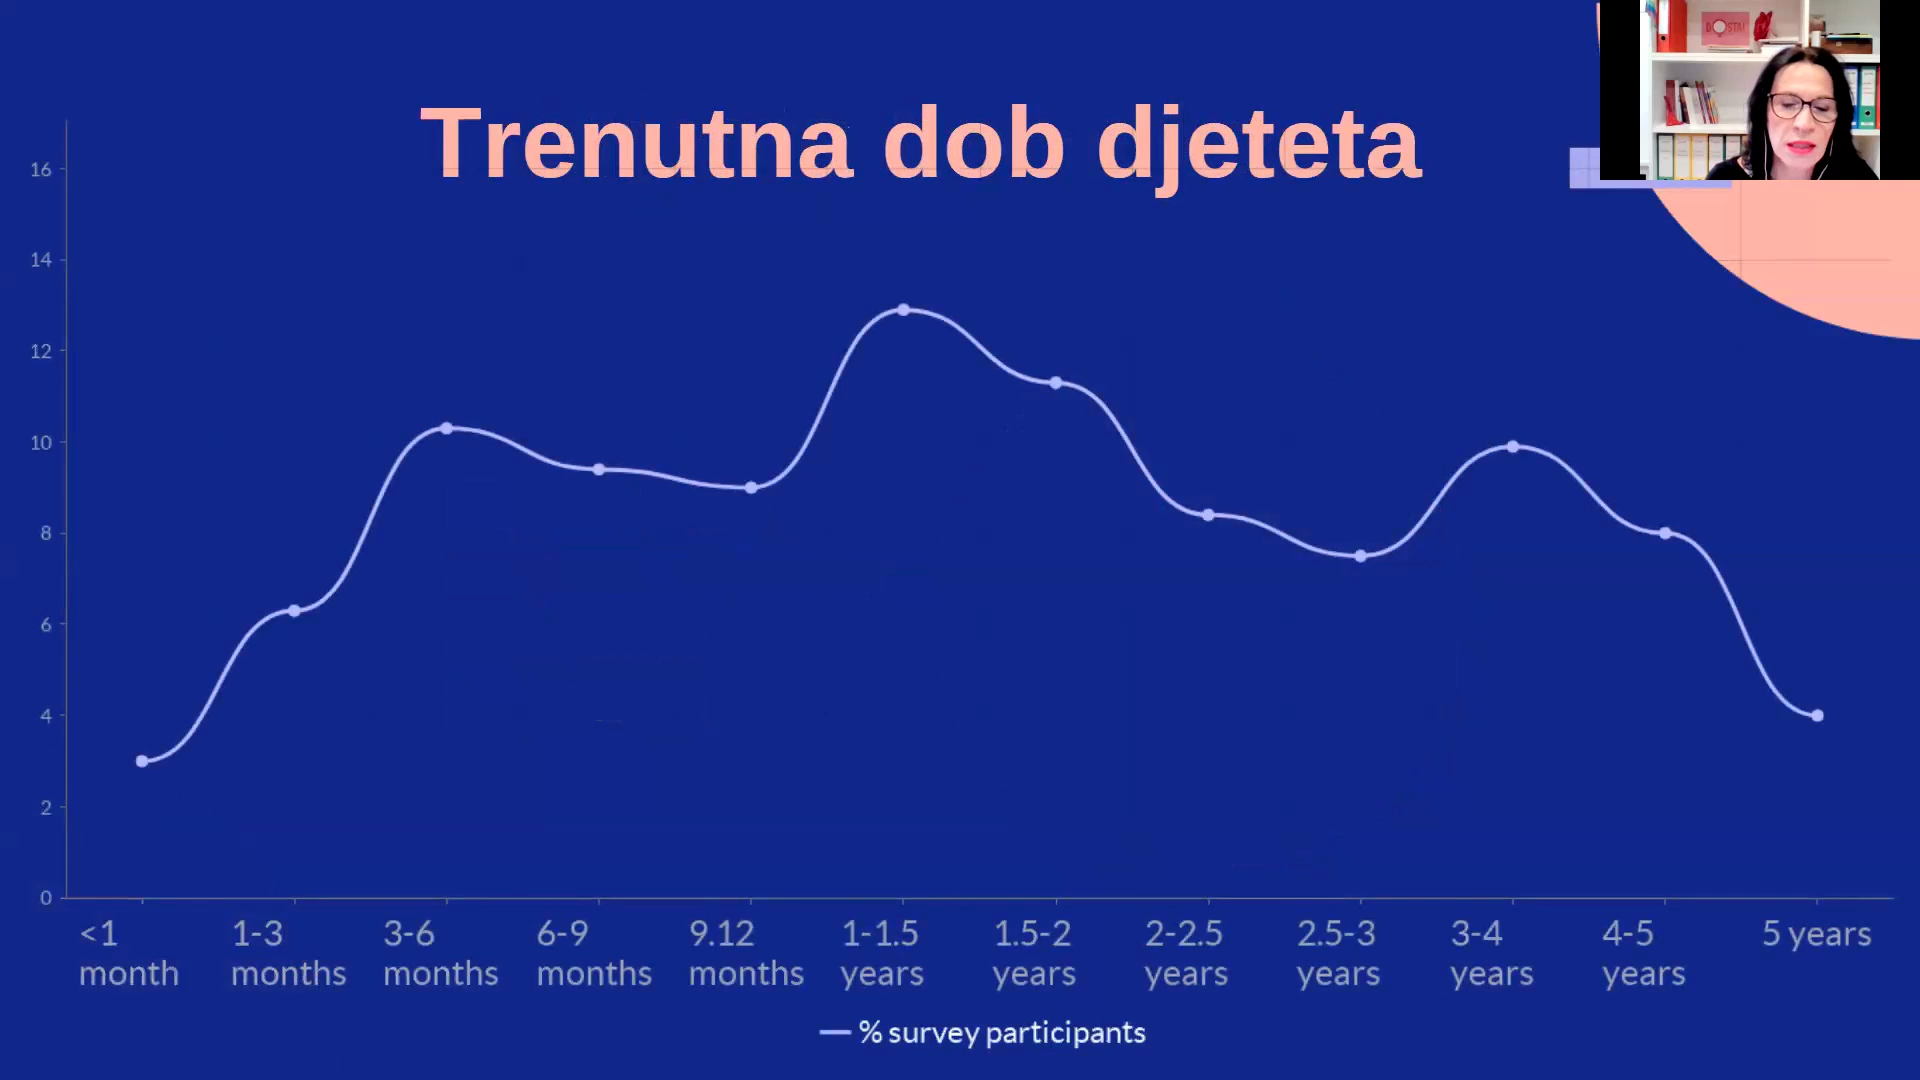 Trenutna dob djeteta
16
14
12
10
8
6
4
2
0
<1 month
1-3 months
3-6 months
6-9 months
9.12 months
1-1.5 years
1.5-2 years
2-2.5 years
2.5-3 years
3-4 years
4-5 years
5 years
% survey participants